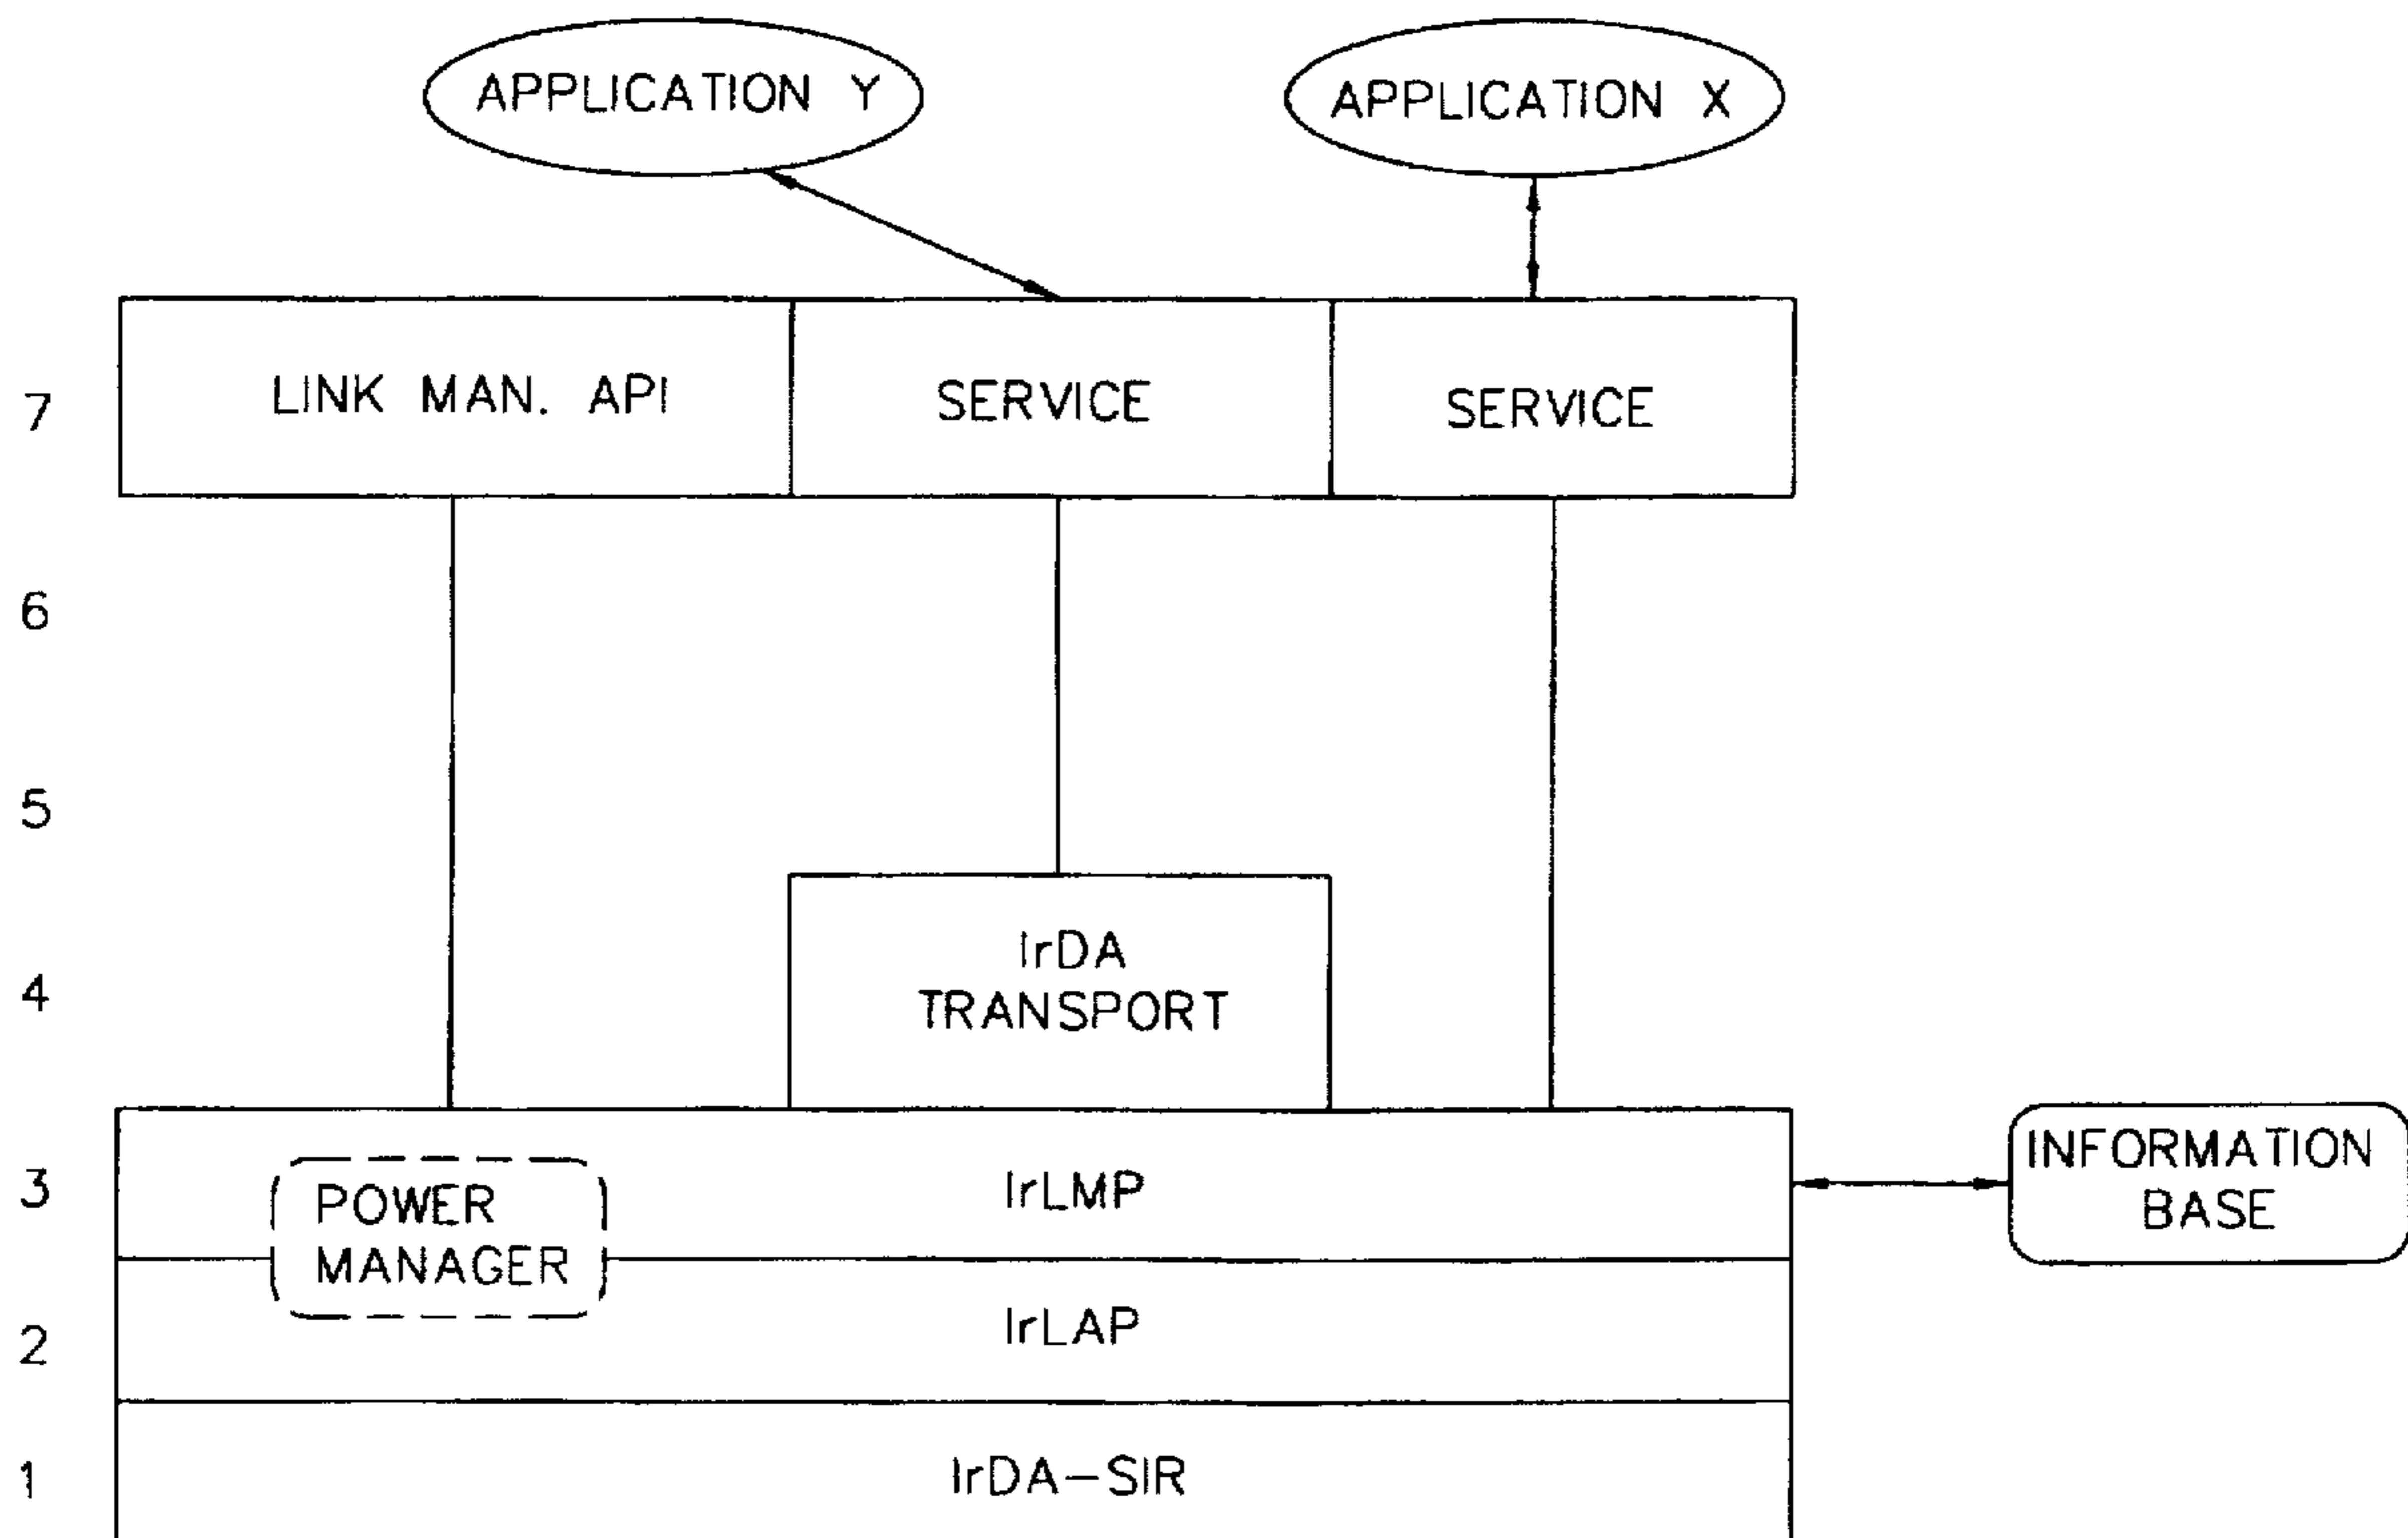 APPLICATION Y
APPLICATION X
7
LINK MAN. API
SERVICE
SERVICE
6
5
4
IrDA
TRANSPORT
3
POWER
MANAGER
IrLMP
INFORMATION
BASE
2
IrLAP
1
IrDA-SIR